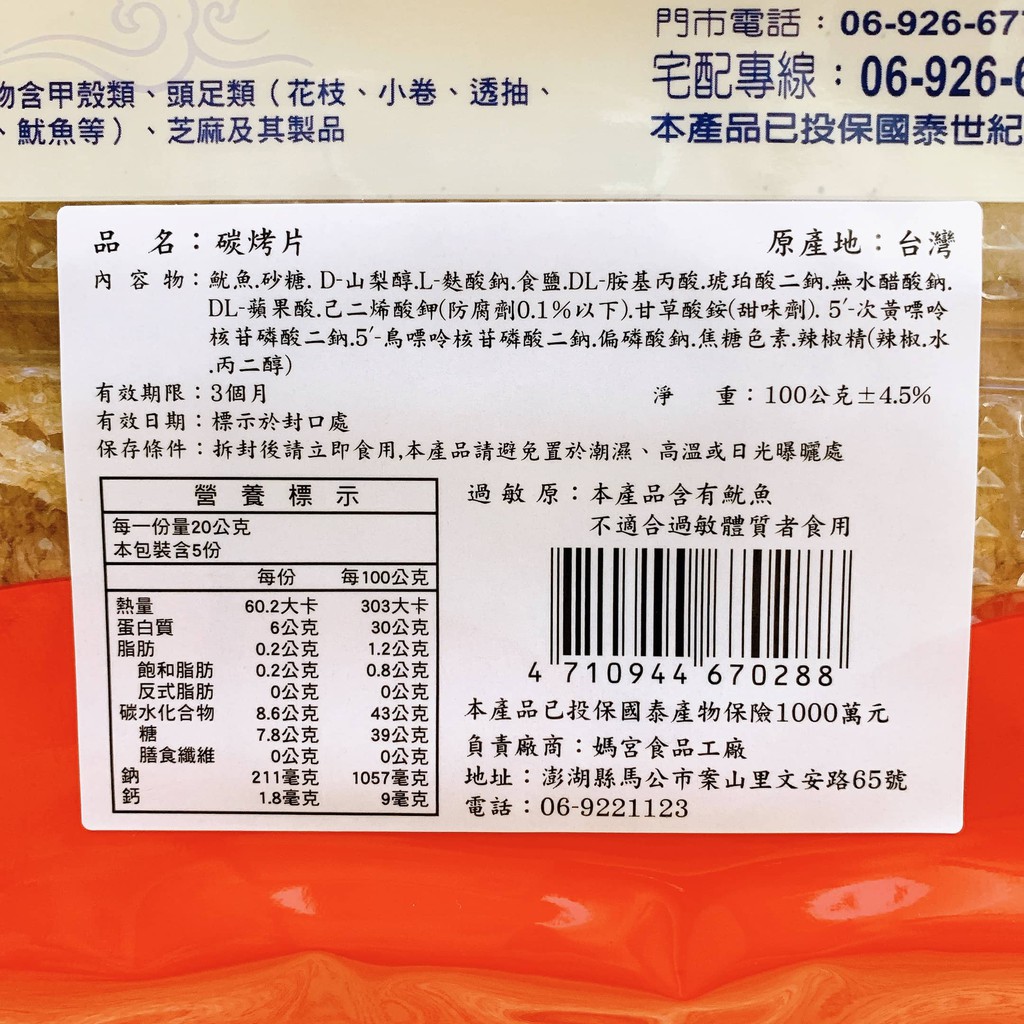 門市電話：06-926-67
宅配專線：06-926-6
本產品已投保國泰世紀
物含甲殼類、頭足類（花枝、小卷、透抽、
、魷魚等）、芝麻及其製品
品 名：碳烤片
原產地：台灣
內 容 物：魷魚.砂糖. D-山梨醇.L-麩酸鈉.食鹽.DL-胺基丙酸.琥珀酸二鈉.無水醋酸鈉.
DL-蘋果酸.己二烯酸鉀(防腐劑0.1%以下).甘草酸銨(甜味劑). 5′-次黃嘌呤
核苷磷酸二鈉.5′-鳥嘌呤核苷磷酸二鈉.偏磷酸鈉.焦糖色素.辣椒精(辣椒.水
.丙二醇)
有效期限：3個月
淨 重：100公克±4.5%
有效日期：標示於封口處
保存條件：拆封後請立即食用,本產品請避免置於潮濕、高溫或日光曝曬處
營養標示
每一份量20公克
本包裝含5份
每份 每100公克
熱量 60.2大卡 303大卡
蛋白質 6公克 30公克
脂肪 0.2公克 1.2公克
飽和脂肪 0.2公克 0.8公克
反式脂肪 0公克 0公克
碳水化合物 8.6公克 43公克
糖 7.8公克 39公克
膳食纖維 0公克 0公克
鈉 211毫克 1057毫克
鈣 1.8毫克 9毫克
過敏原：本產品含有魷魚
不適合過敏體質者食用
4 710944 670288
本產品已投保國泰產物保險1000萬元
負責廠商：媽宮食品工廠
地址：澎湖縣馬公市案山里文安路65號
電話：06-9221123